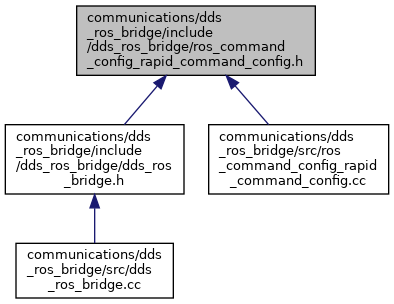 communications/dds
_ros_bridge/include
/dds_ros_bridge/ros_command
_config_rapid_command_config.h
communications/dds
_ros_bridge/include
/dds_ros_bridge/dds_ros
_bridge.h
communications/dds
_ros_bridge/src/ros
_command_config_rapid
_command_config.cc
communications/dds
_ros_bridge/src/dds
_ros_bridge.cc